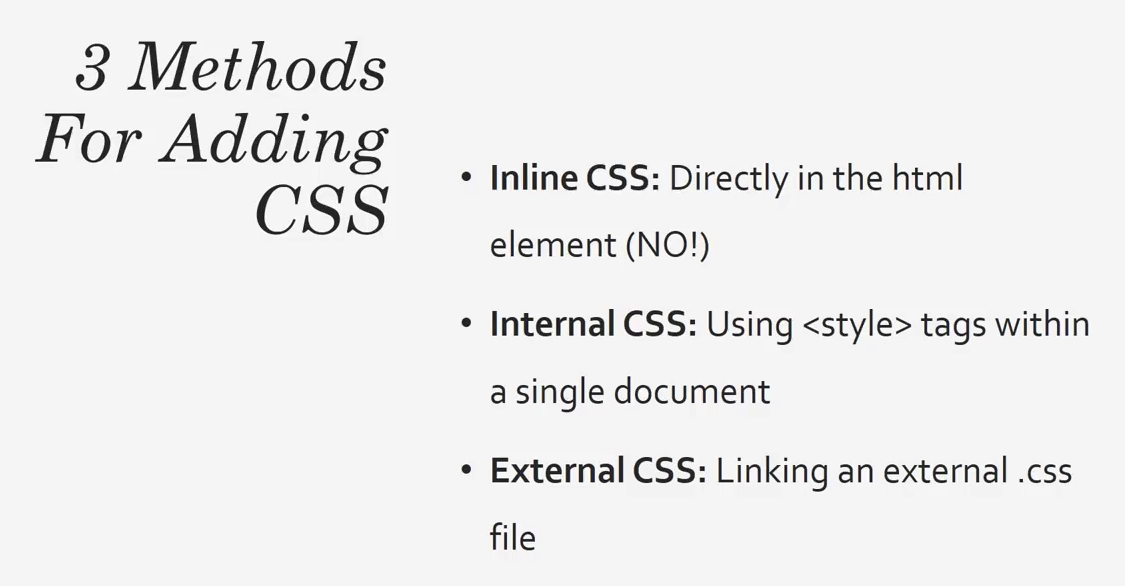 3 Methods
For Adding
CSS
• Inline CSS: Directly in the html
element (NO!)
• Internal CSS: Using <style> tags within
a single document
• External CSS: Linking an external .css
file